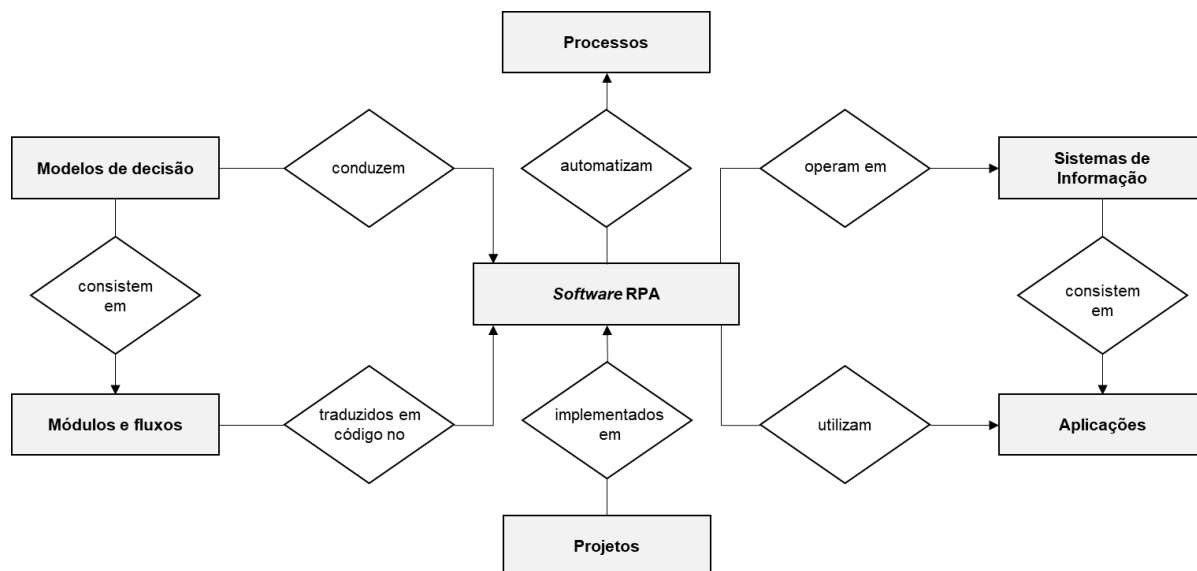 Processos
Modelos de decisão
conduzem
automatizam
operam em
Sistemas de
Informação
consistem
em
Software RPA
consistem
em
Módulos e fluxos
traduzidos em
código no
implementados
em
utilizam
Aplicações
Projetos